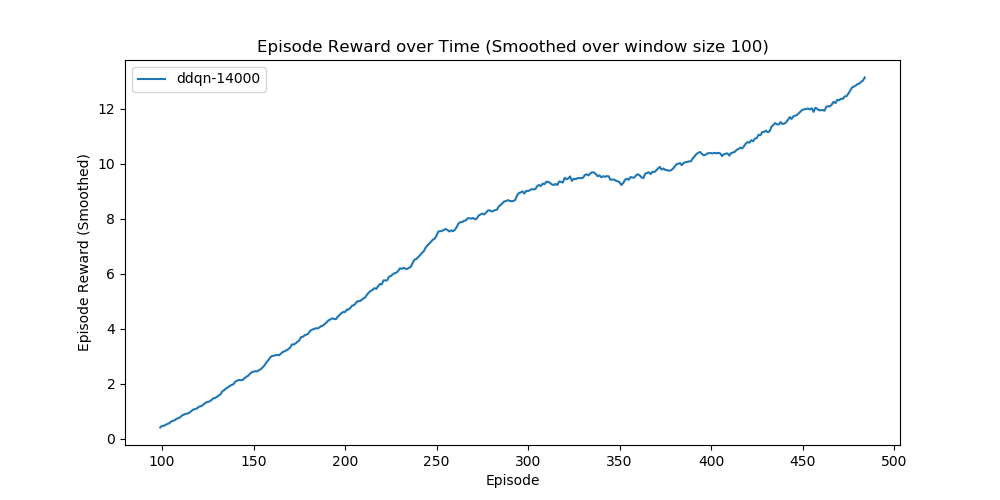 Episode Reward over Time (Smoothed over window size 100)
ddqn-14000
Episode Reward (Smoothed)
12
10
8
6
4
2
0
100 150 200 250 300 350 400 450 500
Episode